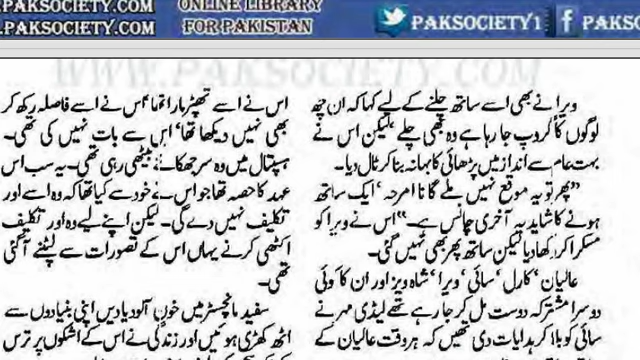 PAKSOCIETY.COM
PAKSOCIETY.COM
ONLINE LIBRARY
FOR PAKISTAN
PAKSOCIETY1
PAKSO
WWW.PAKSOCIETY.COM
ویرا نے بھی اسے ساتھ چلنے کے لیے کہا کہ ان چھ
لوگوں کا گروپ جا رہا ہے وہ بھی چلے، لیکن اس نے
بہت عام سے انداز میں پڑھائی کا بہانہ بنا کر ٹال دیا۔
”پھر تو یہ موقع نہیں ملے گا نا امرحہ، ایک ساتھ
ہونے کا شاید یہ آخری چانس ہے۔“ اس نے ویرا کو
مسکرا کر دکھا دیا لیکن ساتھ پھر بھی نہیں گئی۔
عالیان، کارل، سائی، ویرا، شاہ ویز اور ان کا کوئی
دوسرا مشترکہ دوست مل کر جا رہے تھے لیڈی مہر نے
سائی کو بلا کر ہدایات دی تھیں کہ ہر وقت عالیان کے
اس نے اسے تھپڑ مارا تھا، اس نے اسے فاصلہ رکھ کر
بھی نہیں دیکھا تھا، اس سے بات نہیں کی تھی۔
ہسپتال میں وہ سر جھکائے بیٹھی رہی تھی۔ یہ سب اس
عہد کا حصہ تھا جو اس نے خود سے کیا تھا کہ وہ اسے اور
تکلیف نہیں دے گی۔ لیکن اپنے لیے وہ اور تکلیف
اکٹھی کرنے یہاں اس کے تصورات سے لپٹنے آ گئی
تھی۔
سفید مانچسٹر میں خون آلود یادیں اپنی بنیادوں سے
اٹھ کھڑی ہوئیں اور زندگی نے اس کے اشکوں پر ترس